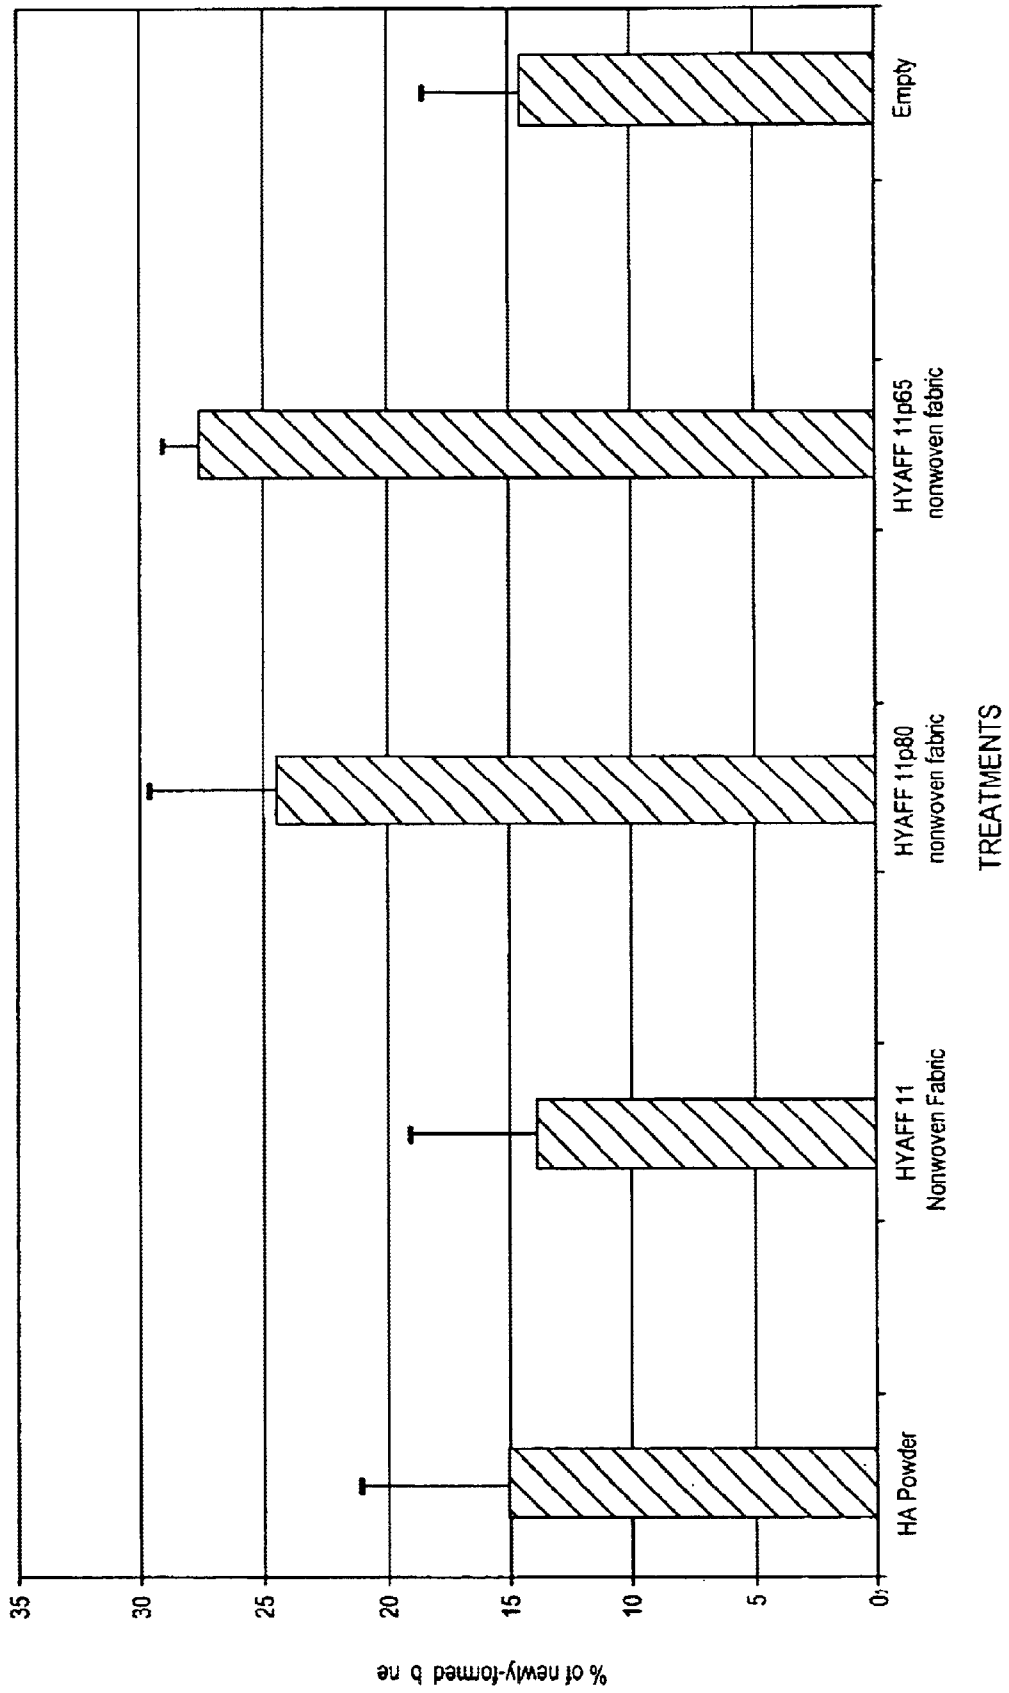 % of newly-formed b ne
35
30
25
20
15
10
5
0
HA Powder
HYAFF 11
Nonwoven Fabric
HYAFF 11p80
nonwoven fabric
HYAFF 11p65
nonwoven fabric
Empty
TREATMENTS